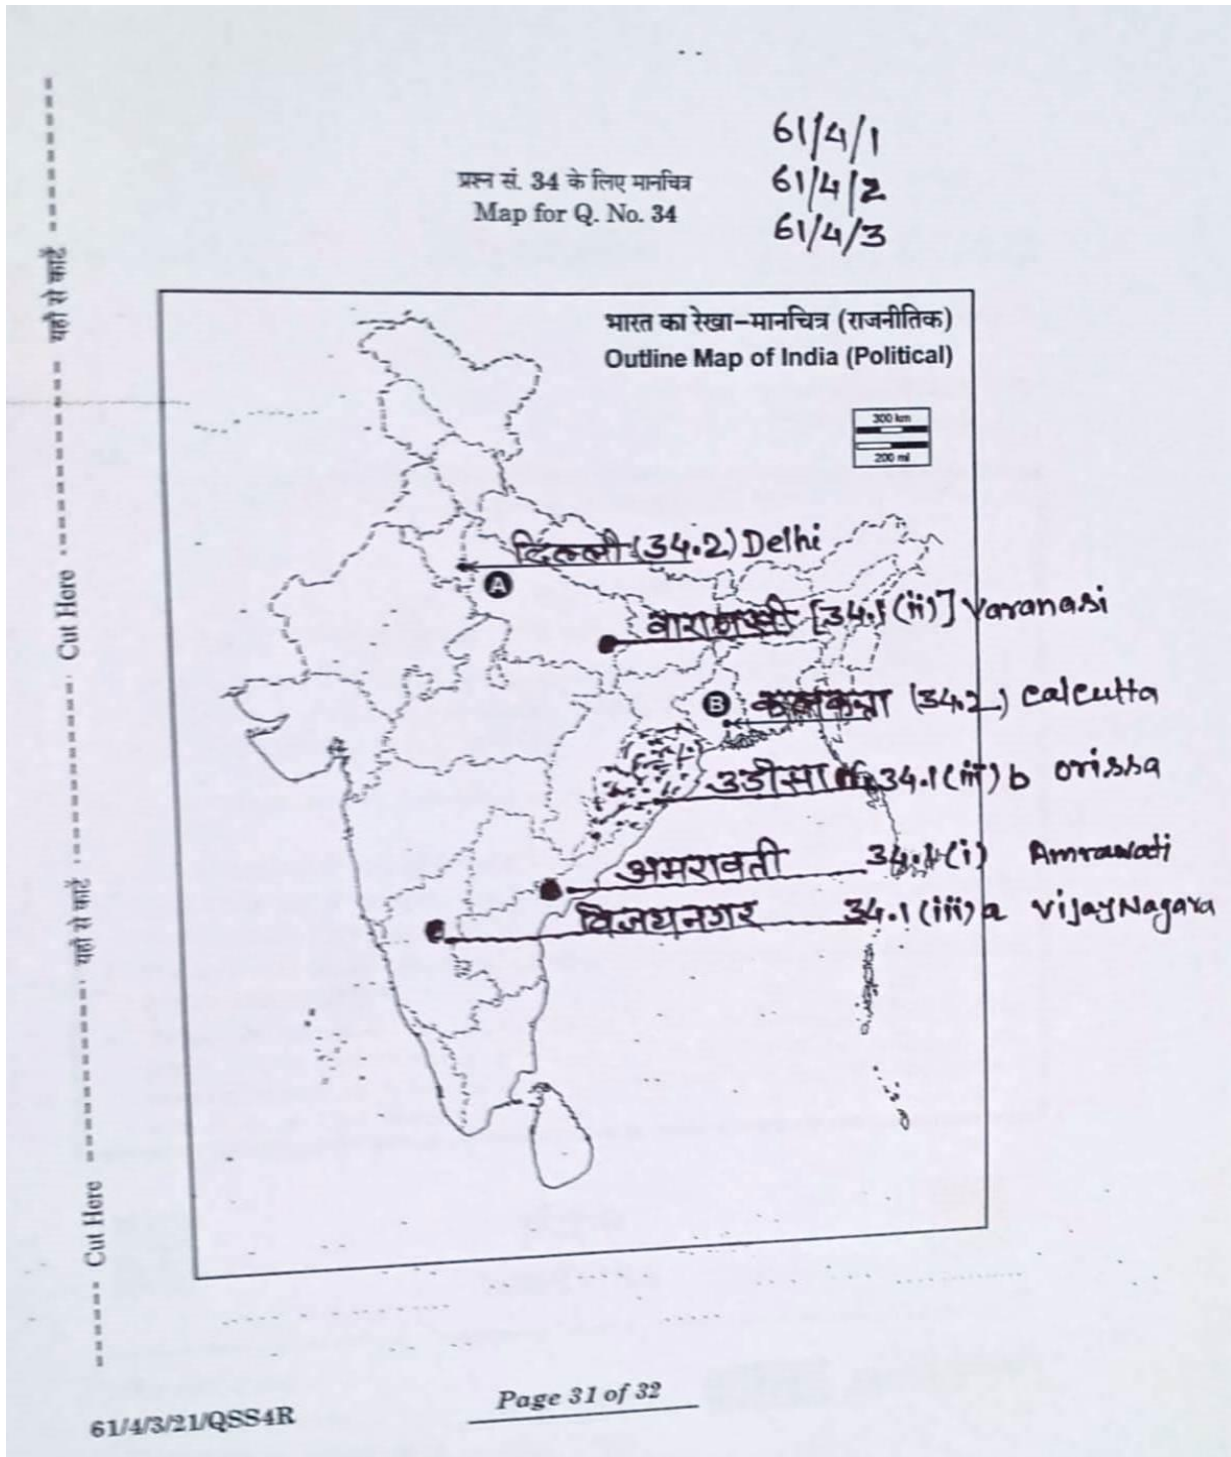 61/4/1
प्रश्न सं. 34 के लिए मानचित्र
61/4/2
Map for Q. No. 34
61/4/3
भारत का रेखा-मानचित्र (राजनीतिक)
Outline Map of India (Political)
300 km
200 mi
दिल्ली (34.2) Delhi
A
वाराणसी [34.1(ii)] Varanasi
B कलकत्ता (34.2) Calcutta
उडीसा 34.1(iii) b Orissa
अमरावती 34.1(i) Amrawati
विजयनगर 34.1(iii) a VijayNagara
Cut Here यहाँ से काटें Cut Here यहाँ से काटें
Page 31 of 32
61/4/3/21/QSS4R